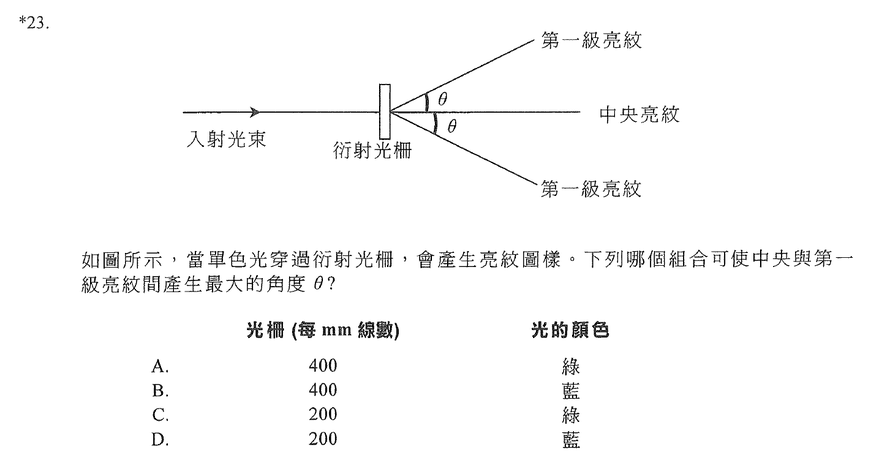 *23.
第一級亮紋
θ
中央亮紋
θ
入射光束
衍射光柵
第一級亮紋
如圖所示，當單色光穿過衍射光柵，會產生亮紋圖樣。下列哪個組合可使中央與第一
級亮紋間產生最大的角度 θ?
光柵 (每 mm 線數) 光的顏色
A. 400 綠
B. 400 藍
C. 200 綠
D. 200 藍